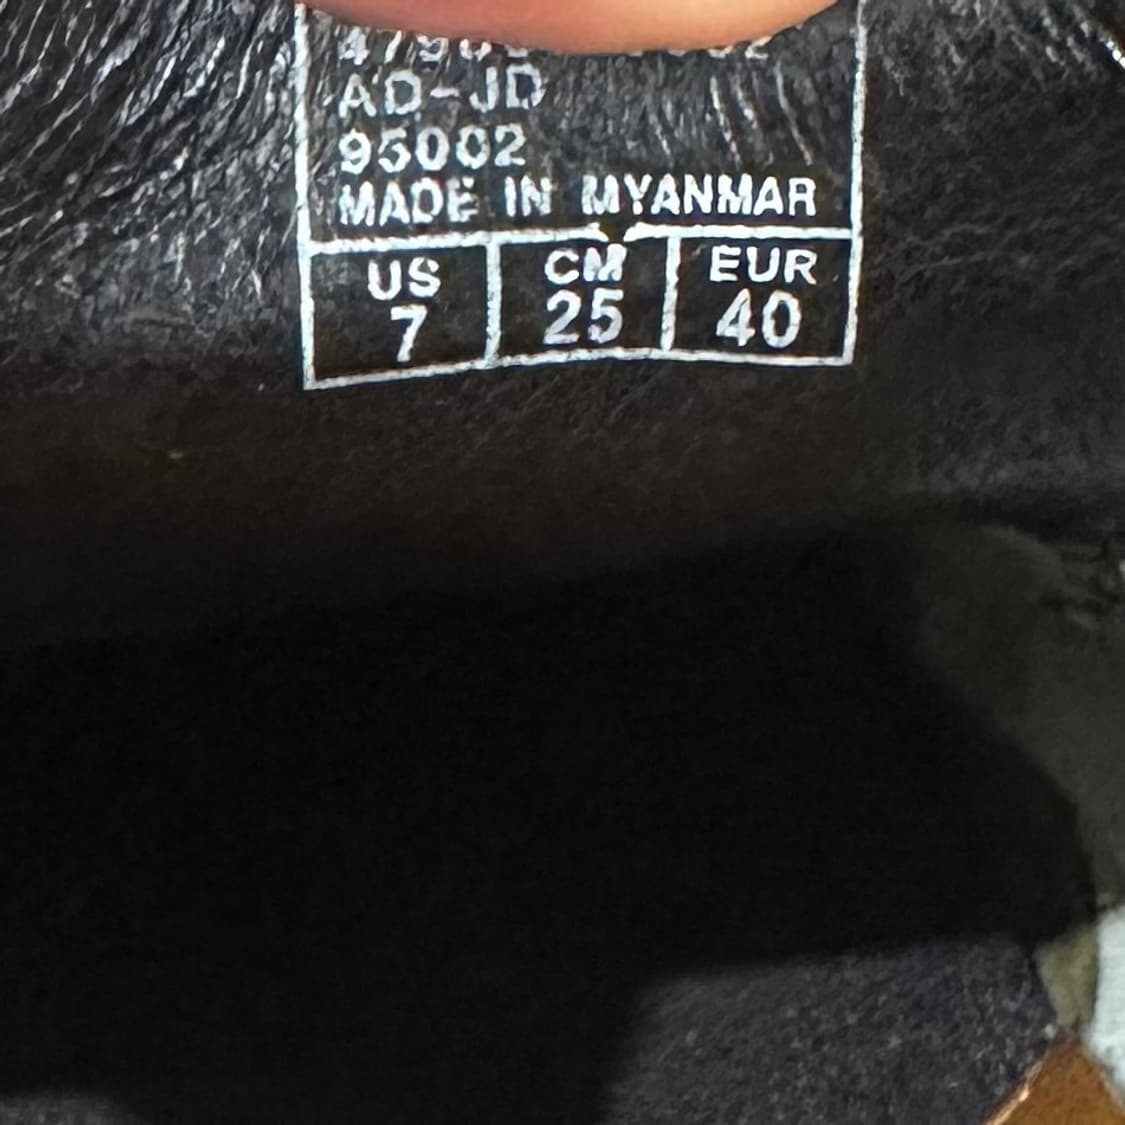 AD-JD
95002
MADE IN MYANMAR
US CM EUR
7 25 40